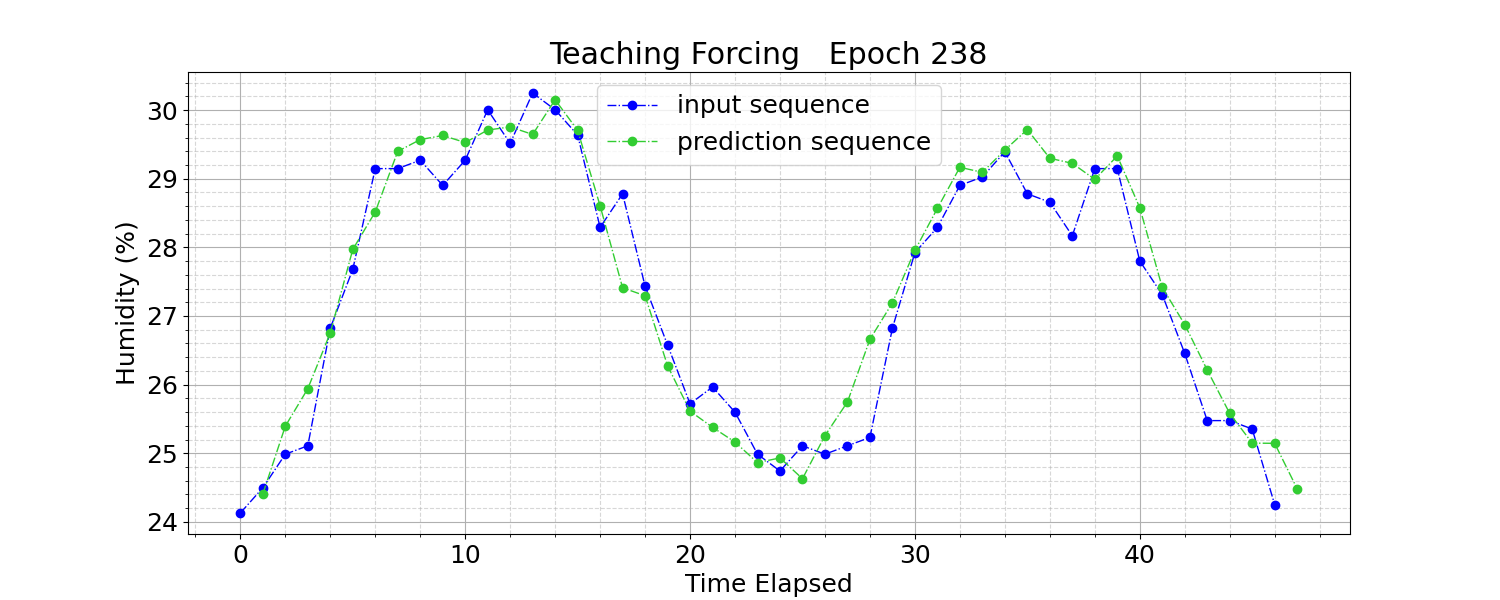 Teaching Forcing   Epoch 238
input sequence
prediction sequence
Humidity (%)
30
29
28
27
26
25
24
0 10 20 30 40
Time Elapsed